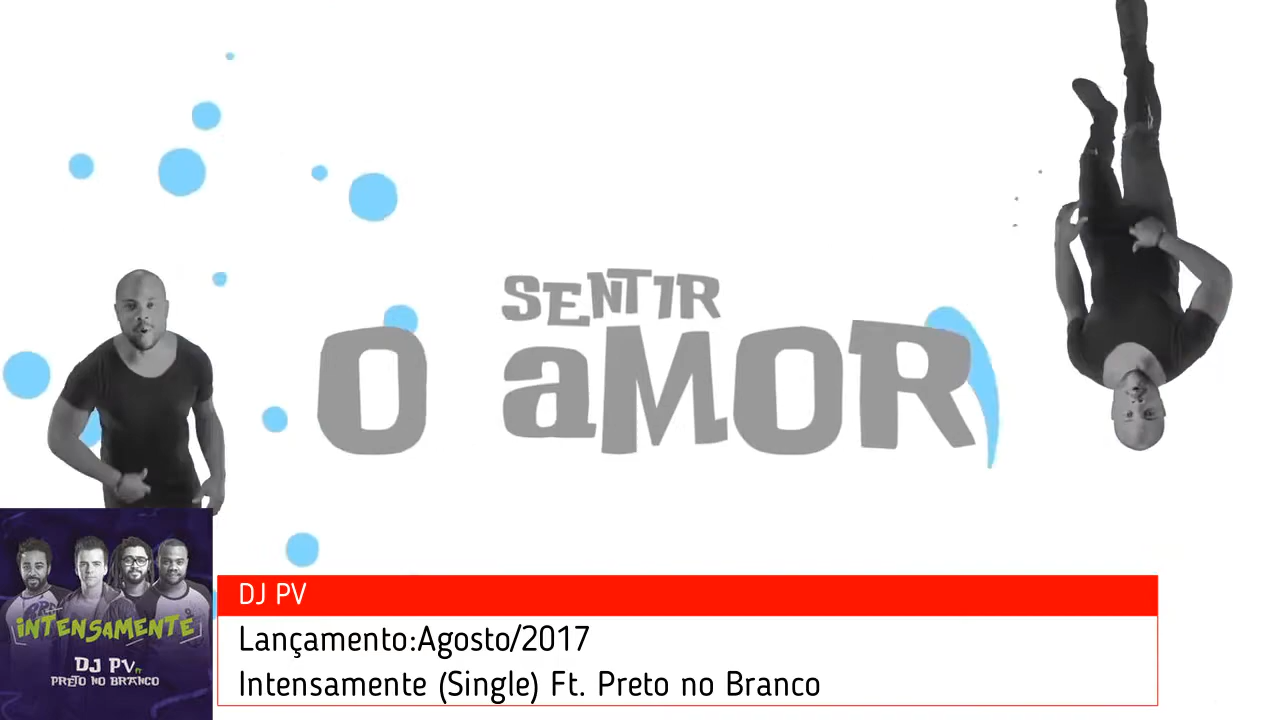 SENTIR
O aMOR
INTENSAMENTE
DJ PV ft
PRETO NO BRANCO
DJ PV
Lançamento:Agosto/2017
Intensamente (Single) Ft. Preto no Branco